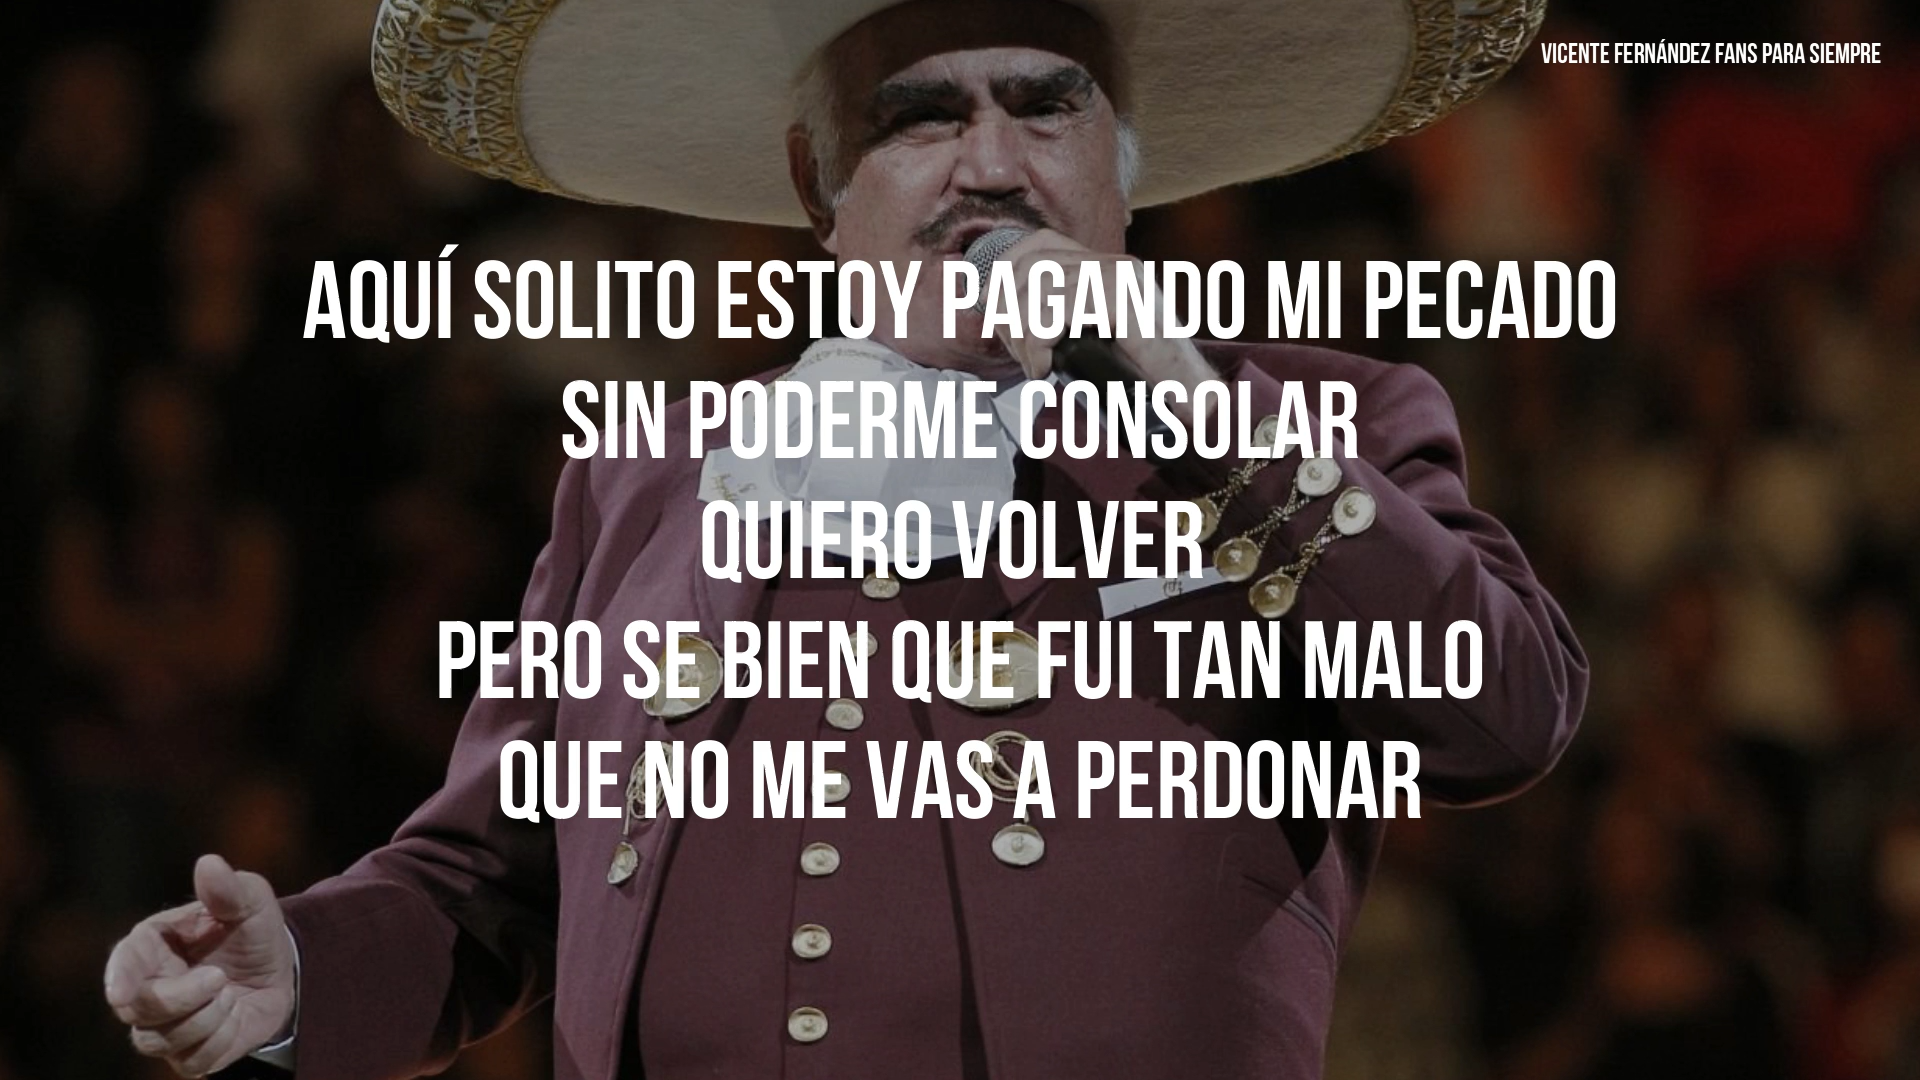 VICENTE FERNÁNDEZ FANS PARA SIEMPRE
AQUÍ SOLITO ESTOY PAGANDO MI PECADO
SIN PODERME CONSOLAR
QUIERO VOLVER
PERO SE BIEN QUE FUI TAN MALO
QUE NO ME VAS A PERDONAR